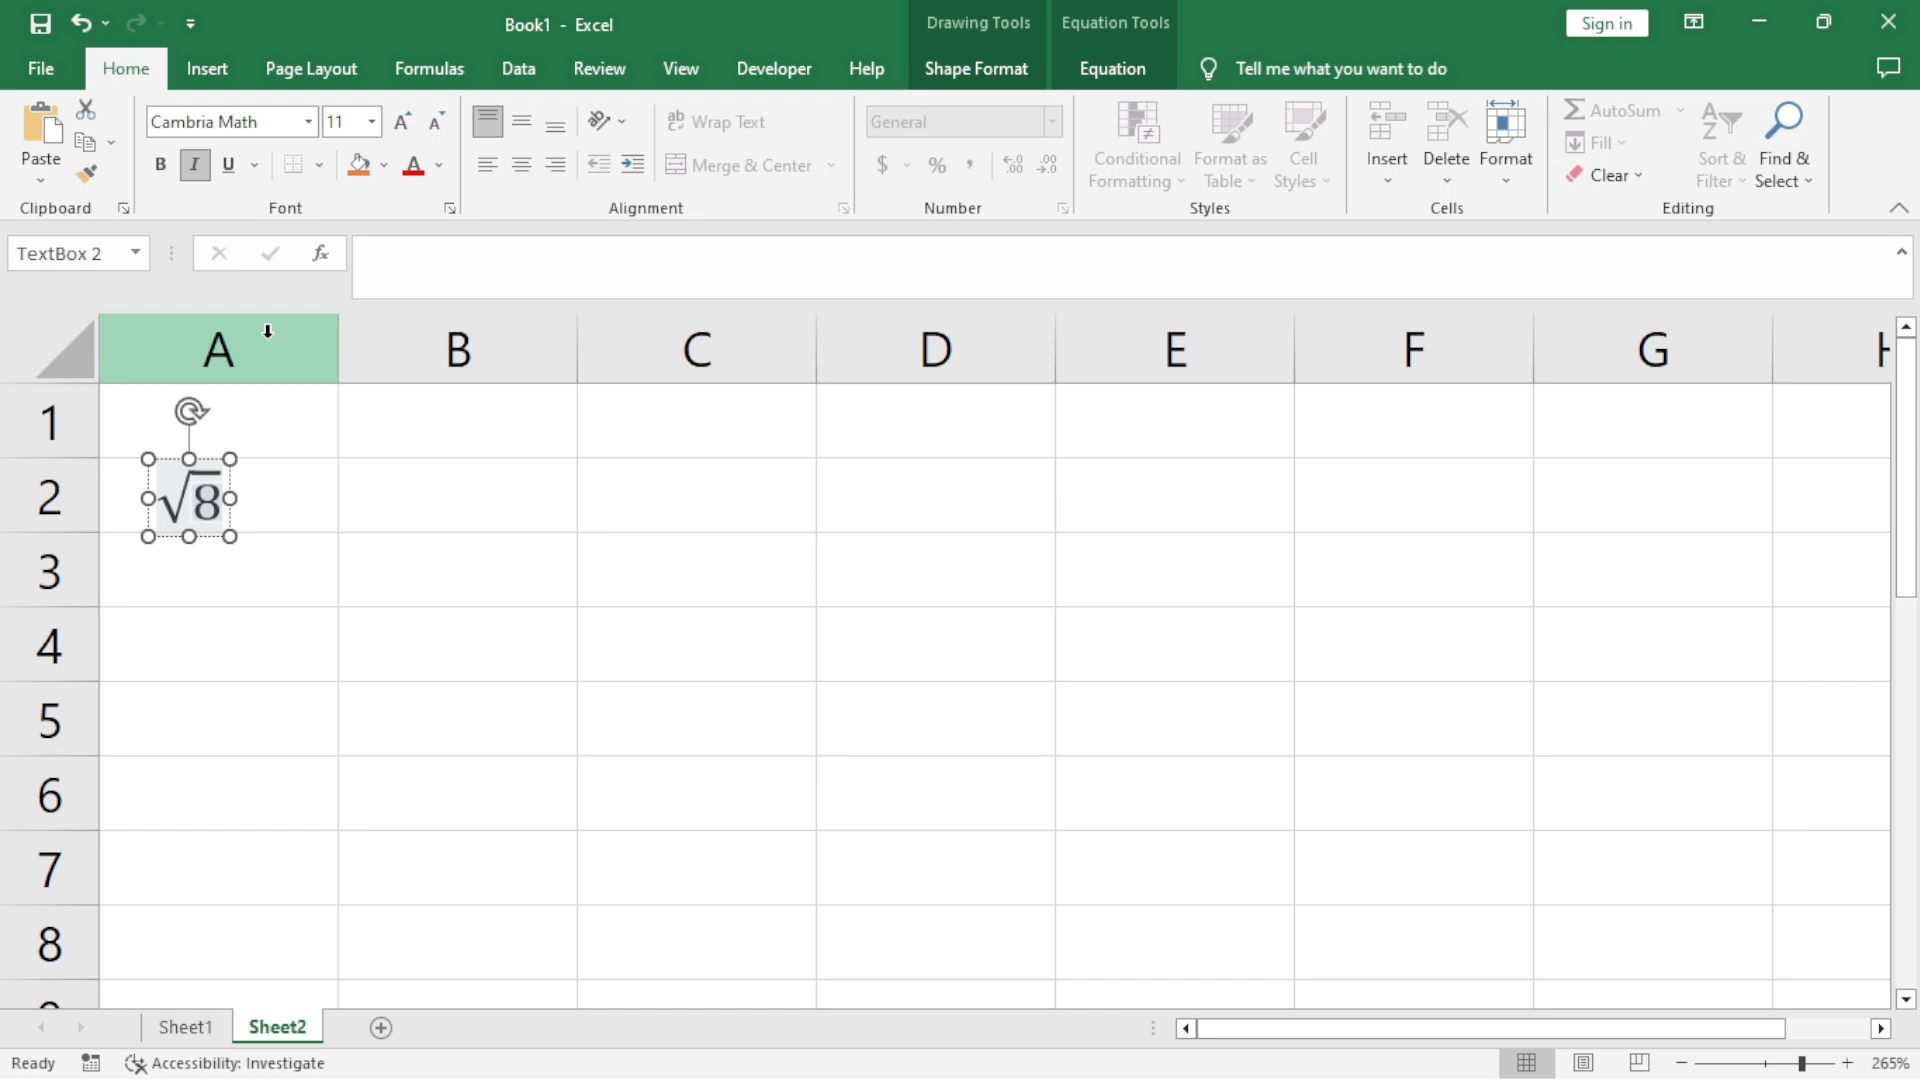 Book1 - Excel
Drawing Tools
Equation Tools
Sign in
File
Home
Insert
Page Layout
Formulas
Data
Review
View
Developer
Help
Shape Format
Equation
Tell me what you want to do
Paste
Clipboard
Cambria Math
11
A A
B I U
A
Font
ab Wrap Text
Merge & Center
Alignment
General
$ % ,
Number
Conditional Formatting
Format as Table
Cell Styles
Styles
Insert
Delete
Format
Cells
AutoSum
Fill
Clear
Sort & Filter
Find & Select
Editing
TextBox 2
fx
A B C D E F G H
1
√8
2
3
4
5
6
7
8
9
Sheet1
Sheet2
Ready
Accessibility: Investigate
265%